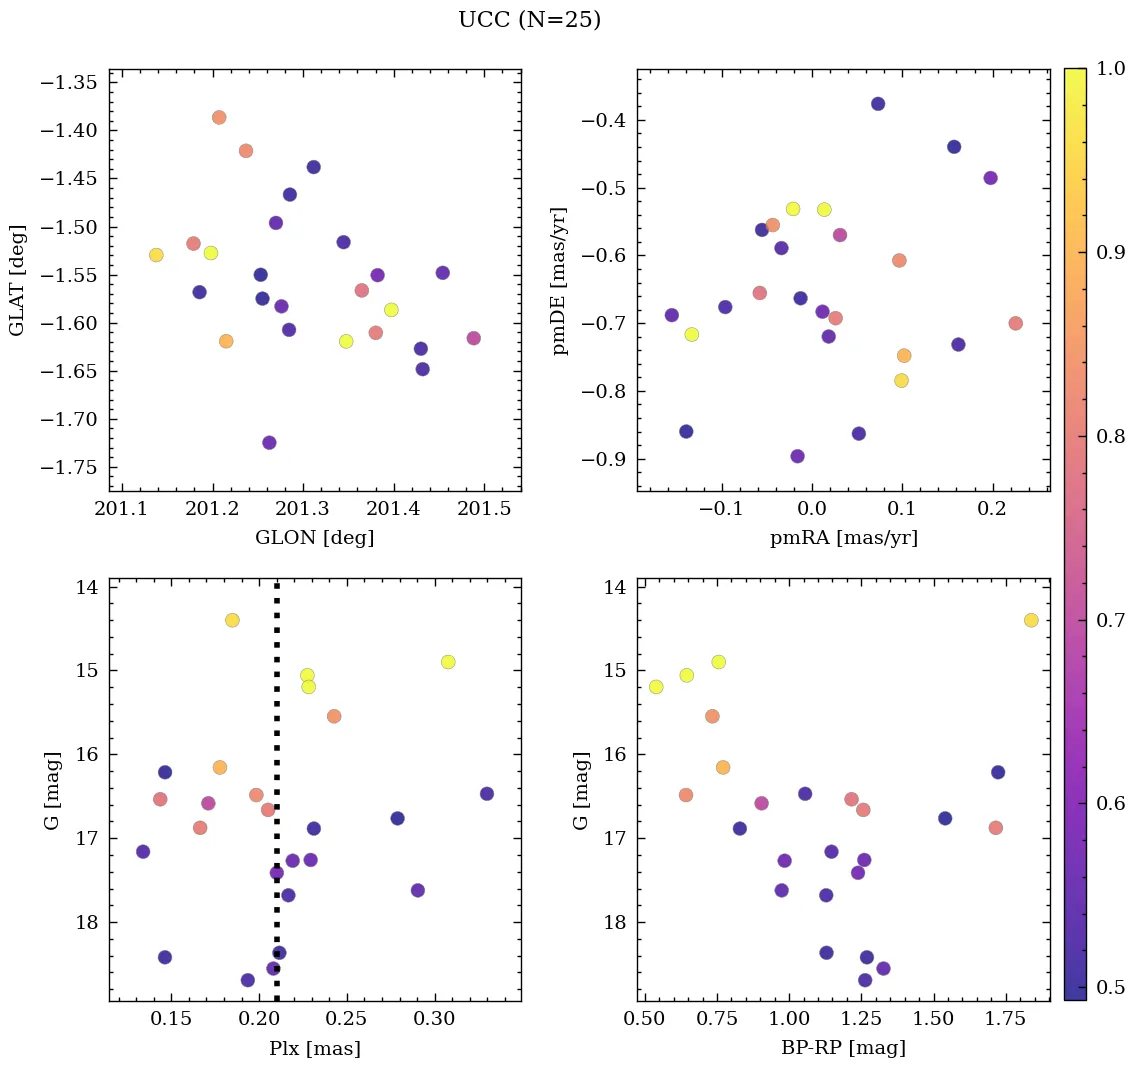 UCC (N=25)
−1.35
−1.40
−1.45
−1.50
−1.55
−1.60
−1.65
−1.70
−1.75
GLAT [deg]
201.1 201.2 201.3 201.4 201.5
GLON [deg]
−0.4
−0.5
−0.6
−0.7
−0.8
−0.9
pmDE [mas/yr]
−0.1 0.0 0.1 0.2
pmRA [mas/yr]
14
15
16
17
18
G [mag]
0.15 0.20 0.25 0.30
Plx [mas]
14
15
16
17
18
G [mag]
0.50 0.75 1.00 1.25 1.50 1.75
BP-RP [mag]
1.0
0.9
0.8
0.7
0.6
0.5